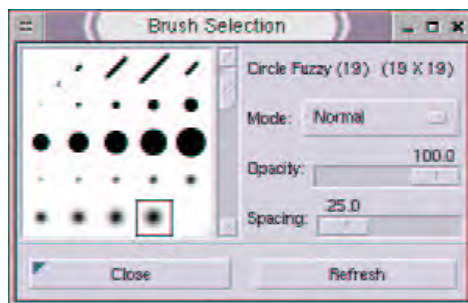 Brush Selection
Circle Fuzzy (19) (19 X 19)
Mode: Normal
100.0
Opacity:
25.0
Spacing:
Close Refresh